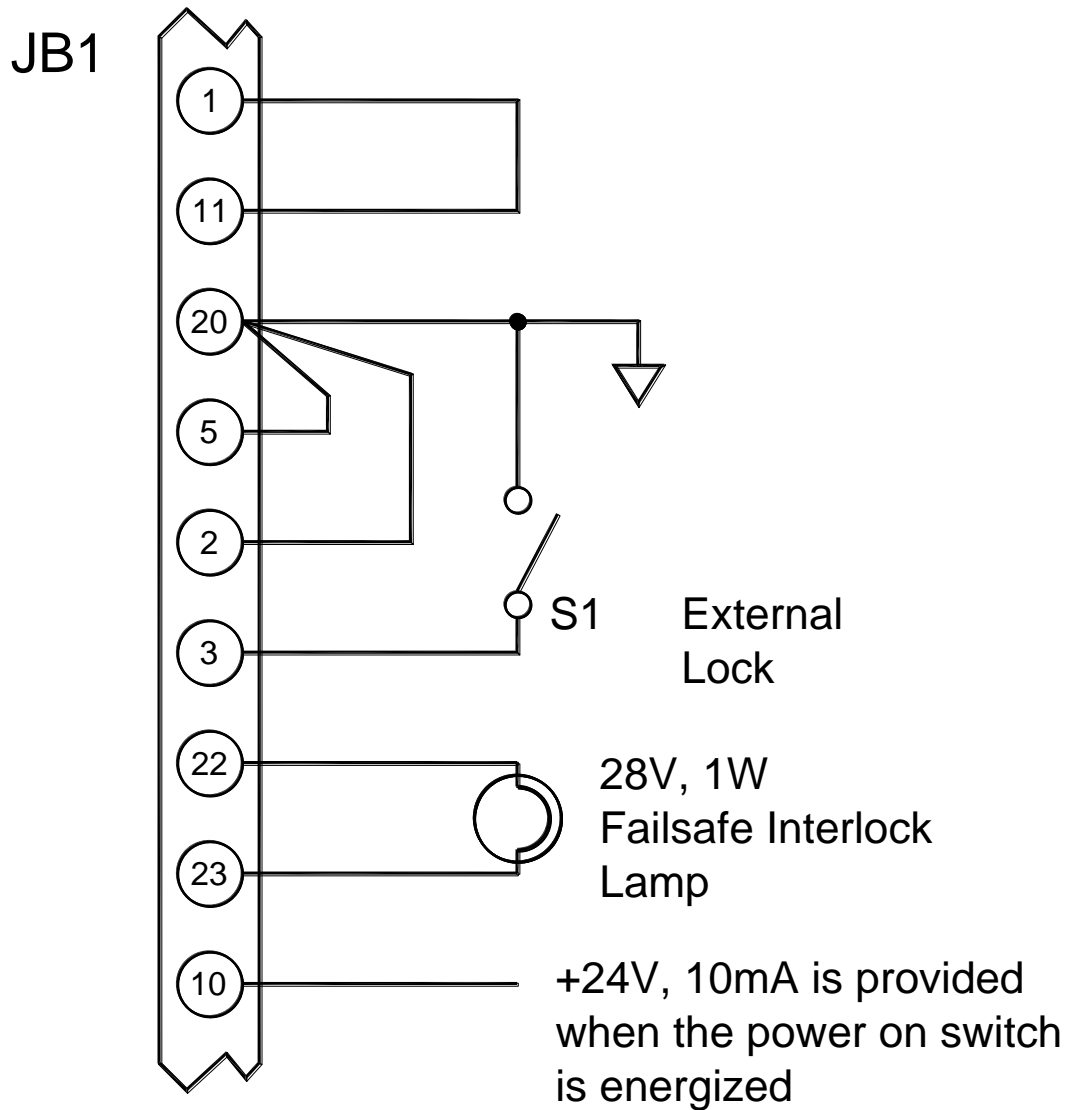 JB1
1
11
20
5
2
3
S1
External
Lock
22
28V, 1W
Failsafe Interlock
Lamp
23
10
+24V, 10mA is provided
when the power on switch
is energized